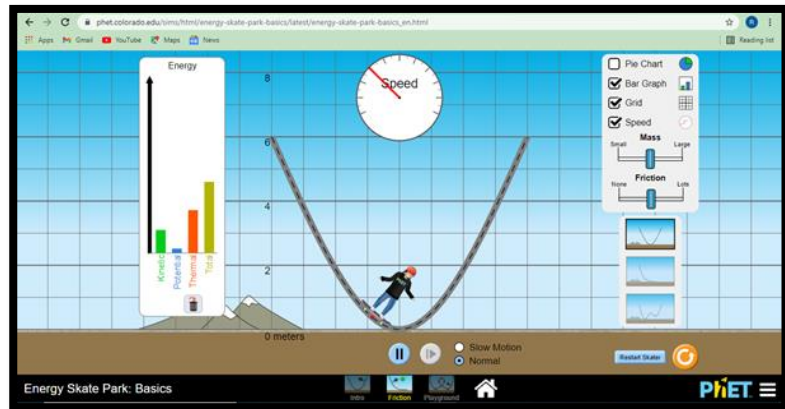 phet.colorado.edu/sims/html/energy-skate-park-basics/latest/energy-skate-park-basics_en.html
Apps Gmail YouTube Maps News Reading list
Energy
Kinetic
Potential
Thermal
Total
Speed
8
6
4
2
0 meters
Pie Chart
Bar Graph
Grid
Speed
Mass
Small Large
Friction
None Lots
Slow Motion
Normal
Restart Skater
Energy Skate Park: Basics
Intro Friction Playground
PhET